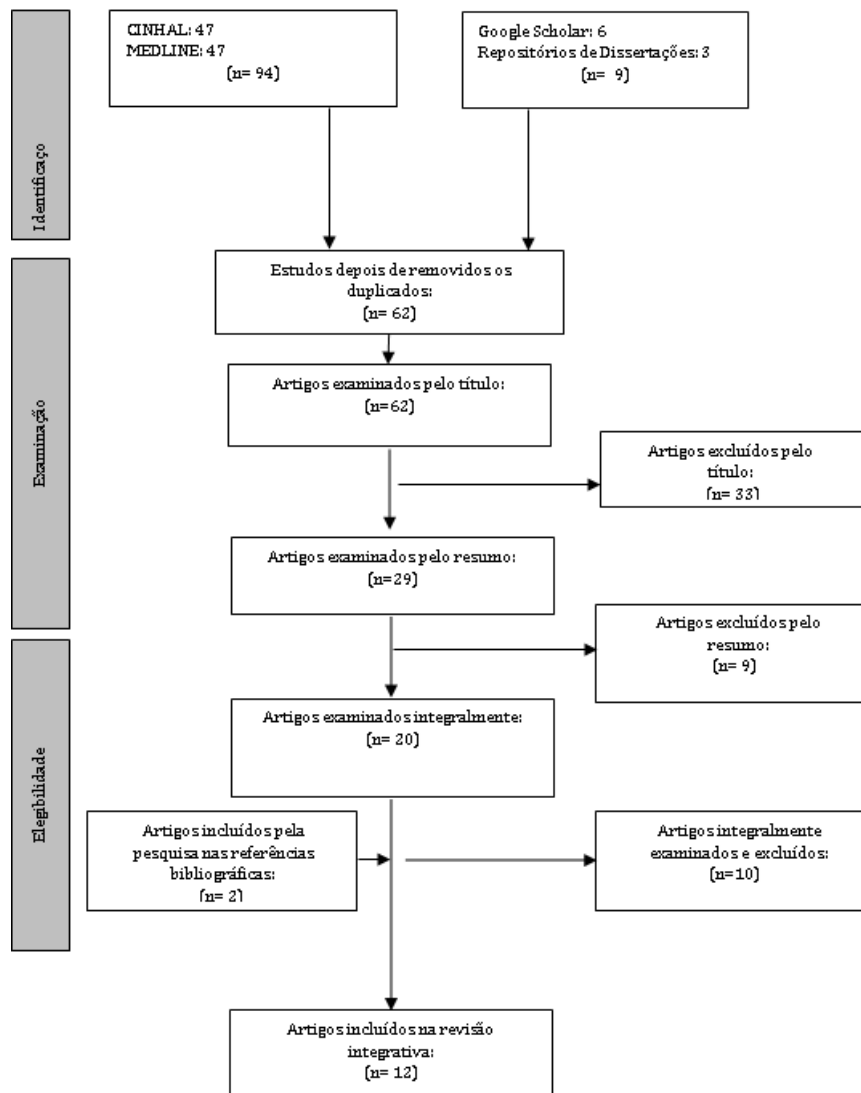 CINHAL: 47
MEDLINE: 47
(n= 94)
Google Scholar: 6
Repositórios de Dissertações: 3
(n=  9)
Identificaço
Estudos depois de removidos os
duplicados:
(n= 62)
Examinação
Artigos examinados pelo título:
(n=62)
Artigos excluídos pelo
título:
(n= 33)
Artigos examinados pelo resumo:
(n=29)
Artigos excluídos pelo
resumo:
(n= 9)
Elegibilidade
Artigos examinados integralmente:
(n= 20)
Artigos incluídos pela
pesquisa nas referências
bibliográficas:
(n= 2)
Artigos integralmente
examinados e excluídos:
(n=10)
Artigos incluídos na revisão
integrativa:
(n= 12)